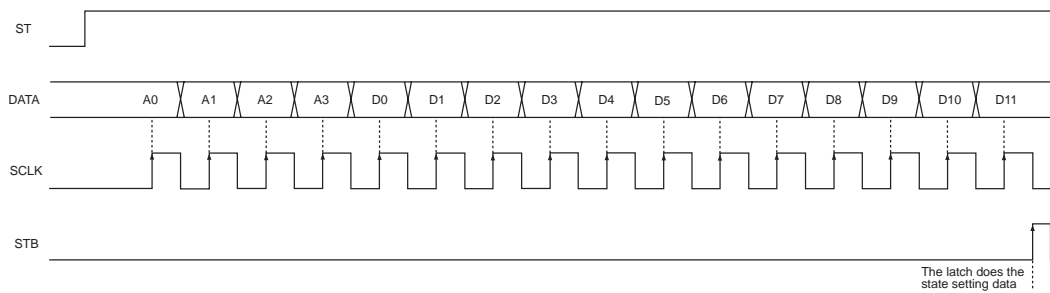 ST
DATA A0 A1 A2 A3 D0 D1 D2 D3 D4 D5 D6 D7 D8 D9 D10 D11
SCLK
STB
The latch does the
state setting data